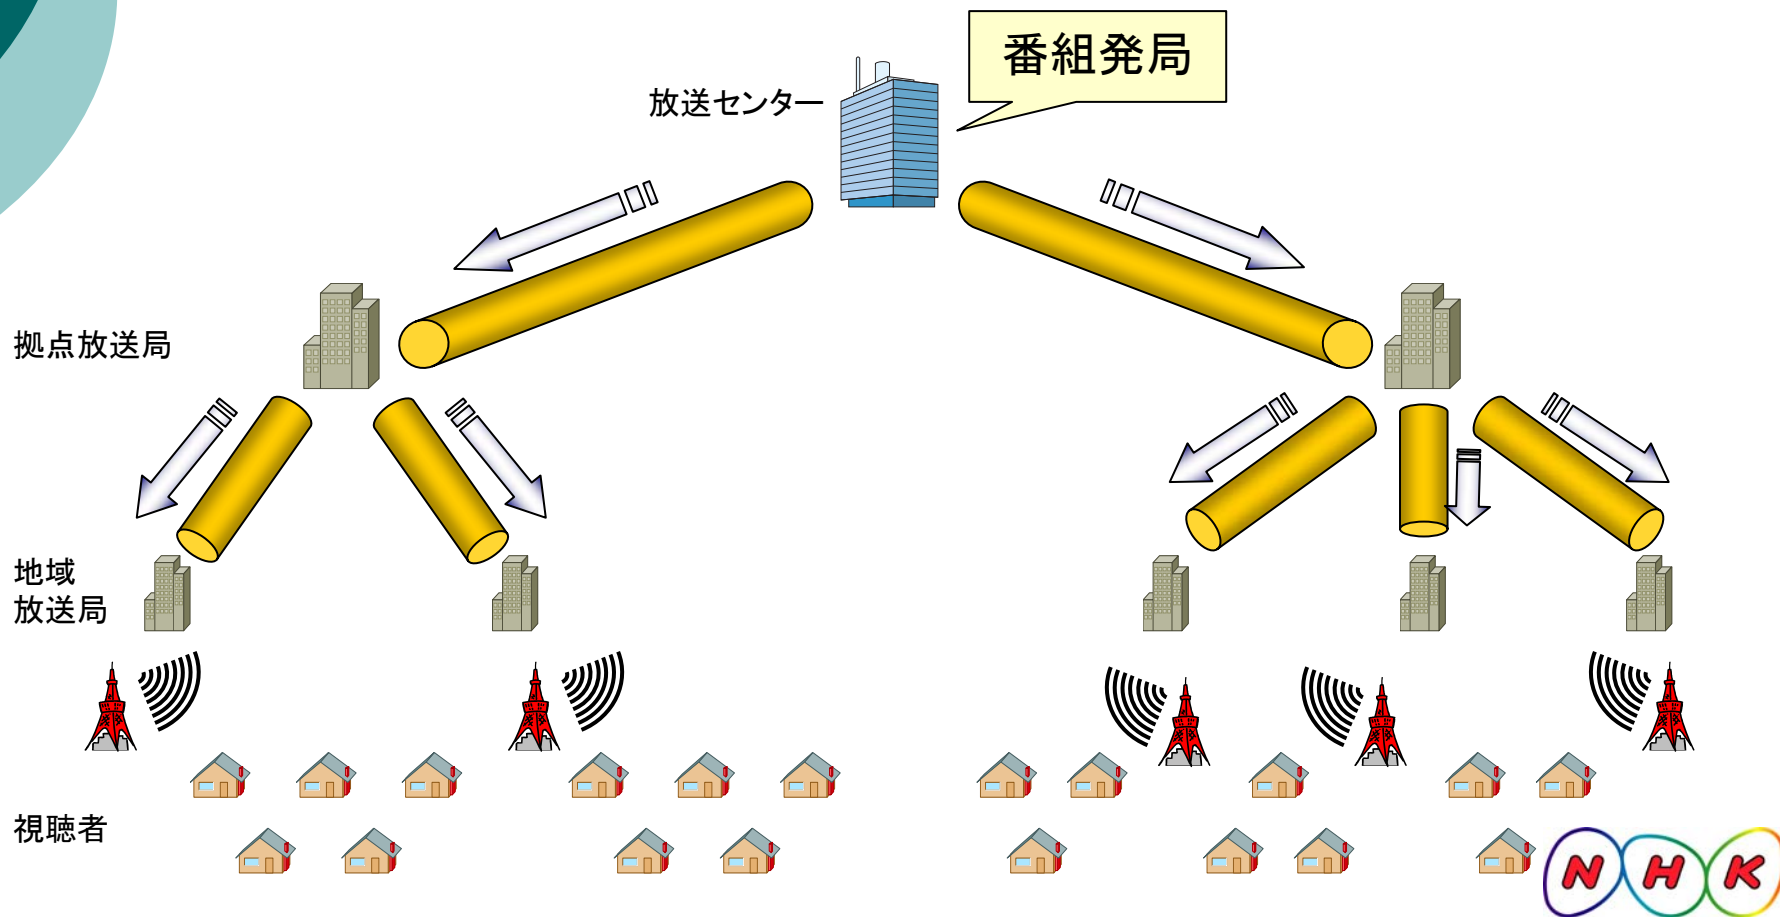 番組発局
放送センター
拠点放送局
地域
放送局
視聴者
NHK